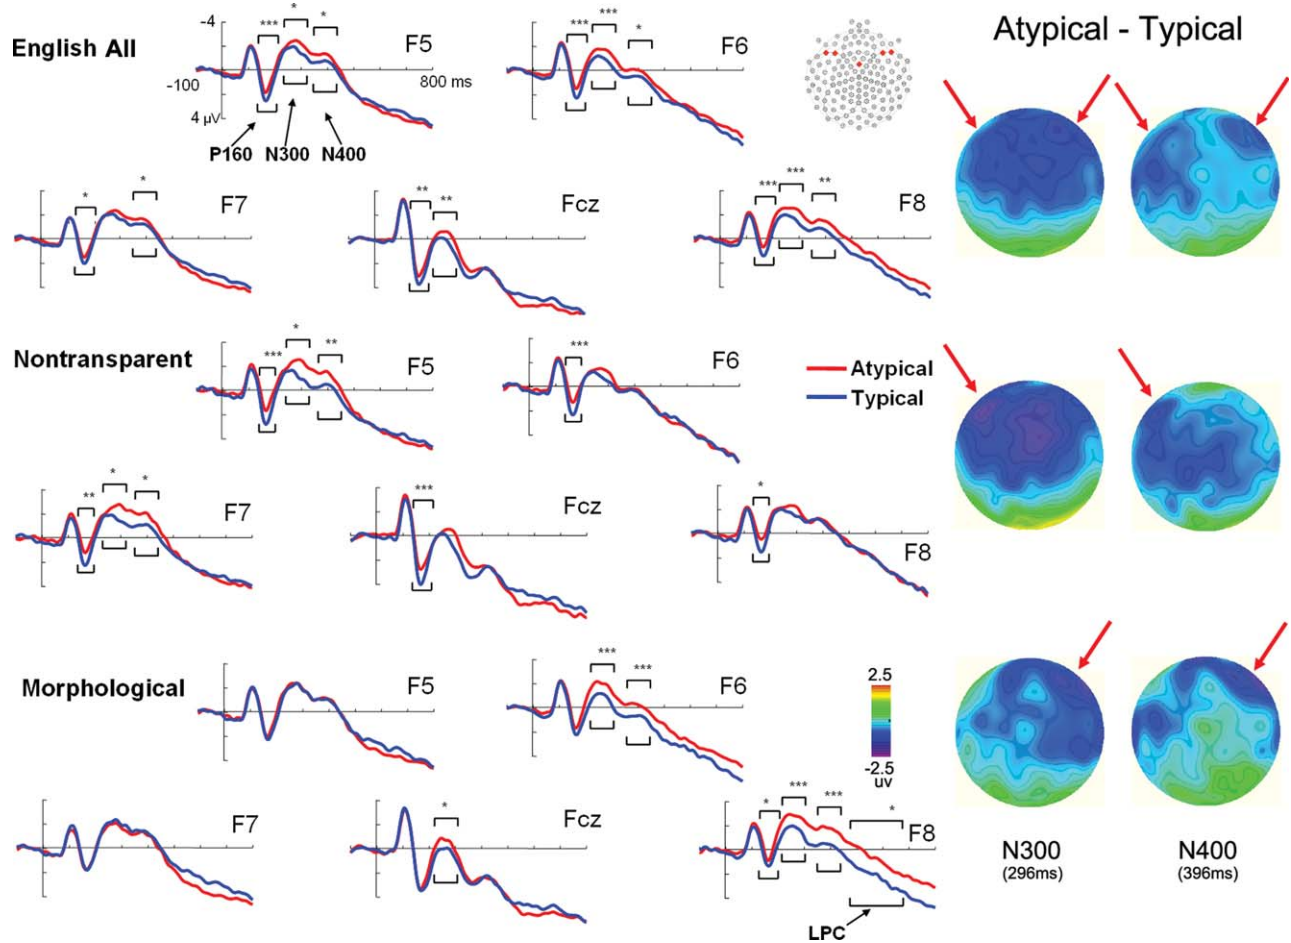 English All
-4
***
*
*
F5
-100
800 ms
4 µV
P160
N300
N400
***
***
*
F6
Atypical - Typical
*
*
F7
**
**
Fcz
***
***
**
F8
Nontransparent
***
*
**
F5
***
F6
Atypical
Typical
**
*
*
F7
***
Fcz
*
F8
Morphological
F5
***
***
F6
2.5
-2.5
uv
F7
*
Fcz
*
***
***
*
F8
LPC
N300
(296ms)
N400
(396ms)